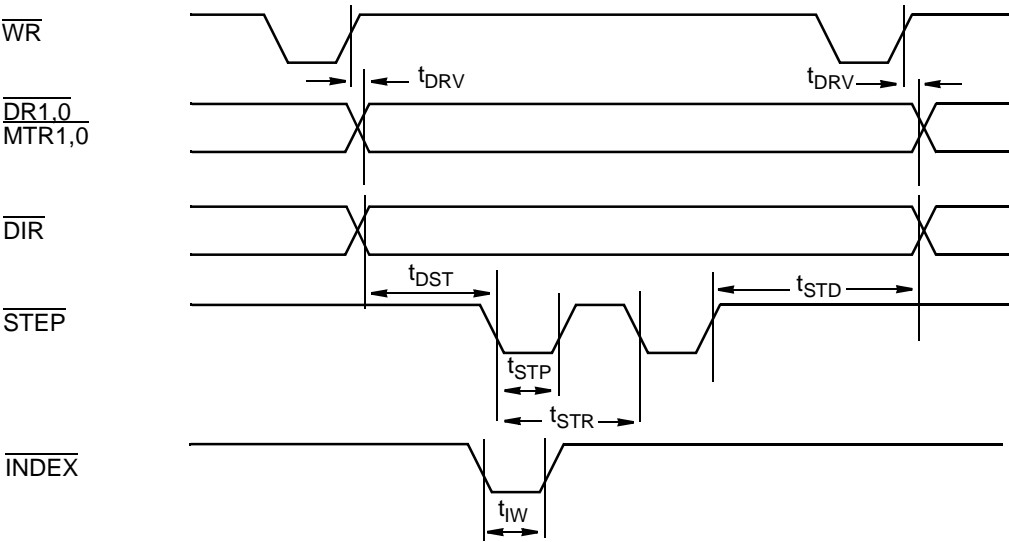 WR
tDRV
tDRV
DR1,0
MTR1,0
DIR
tDST
tSTD
STEP
tSTP
tSTR
INDEX
tIW